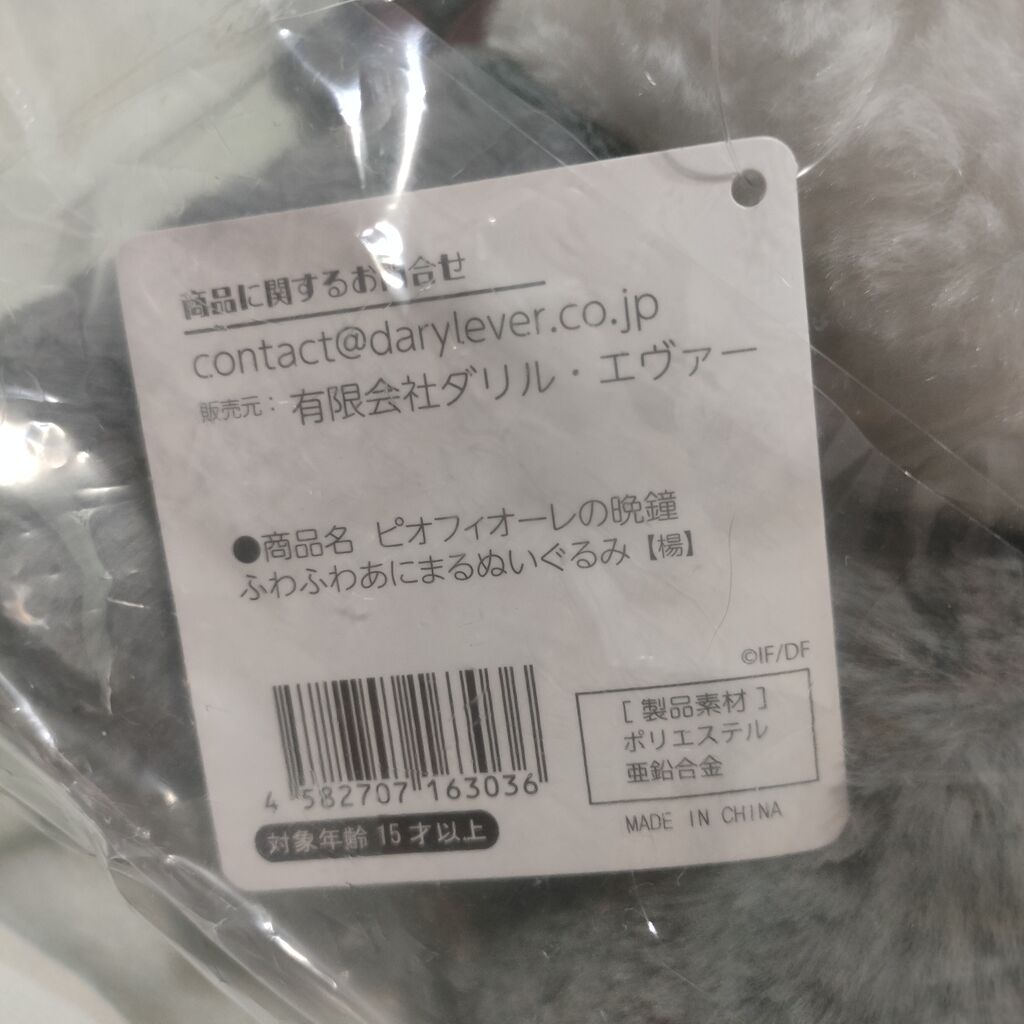 商品に関するお問合せ
contact@darylever.co.jp
販売元：有限会社ダリル・エヴァー
●商品名 ピオフィオーレの晩鐘
ふわふわあにまるぬいぐるみ【楊】
©IF/DF
[製品素材]
ポリエステル
亜鉛合金
4 582707 163036
対象年齢 15 才以上
MADE IN CHINA